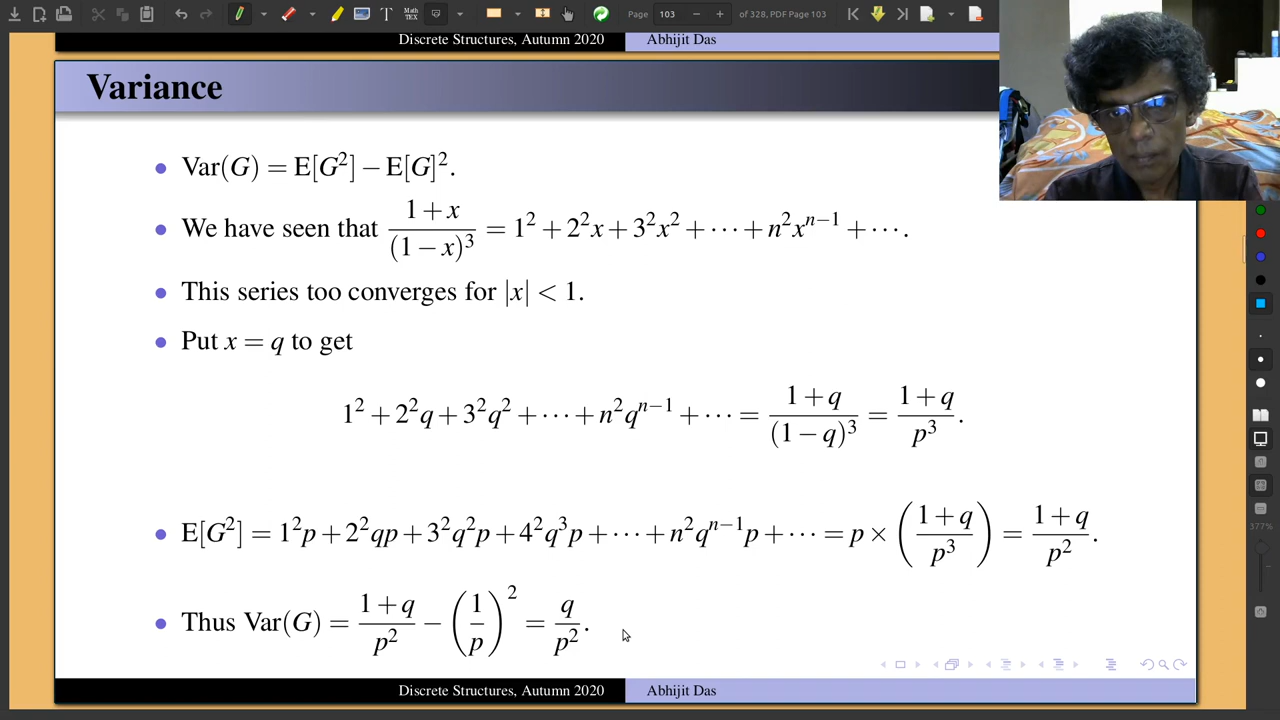 Page 103 of 328, PDF Page 103
Math
TEX
Discrete Structures, Autumn 2020 Abhijit Das
Variance
• Var(G) = E[G²] − E[G]².
• We have seen that (1 + x)/(1 − x)³ = 1² + 2²x + 3²x² + ⋯ + n²xⁿ⁻¹ + ⋯.
• This series too converges for |x| < 1.
• Put x = q to get
1² + 2²q + 3²q² + ⋯ + n²qⁿ⁻¹ + ⋯ = (1 + q)/(1 − q)³ = (1 + q)/p³.
• E[G²] = 1²p + 2²qp + 3²q²p + 4²q³p + ⋯ + n²qⁿ⁻¹p + ⋯ = p × ((1 + q)/p³) = (1 + q)/p².
• Thus Var(G) = (1 + q)/p² − (1/p)² = q/p².
Discrete Structures, Autumn 2020 Abhijit Das
377%